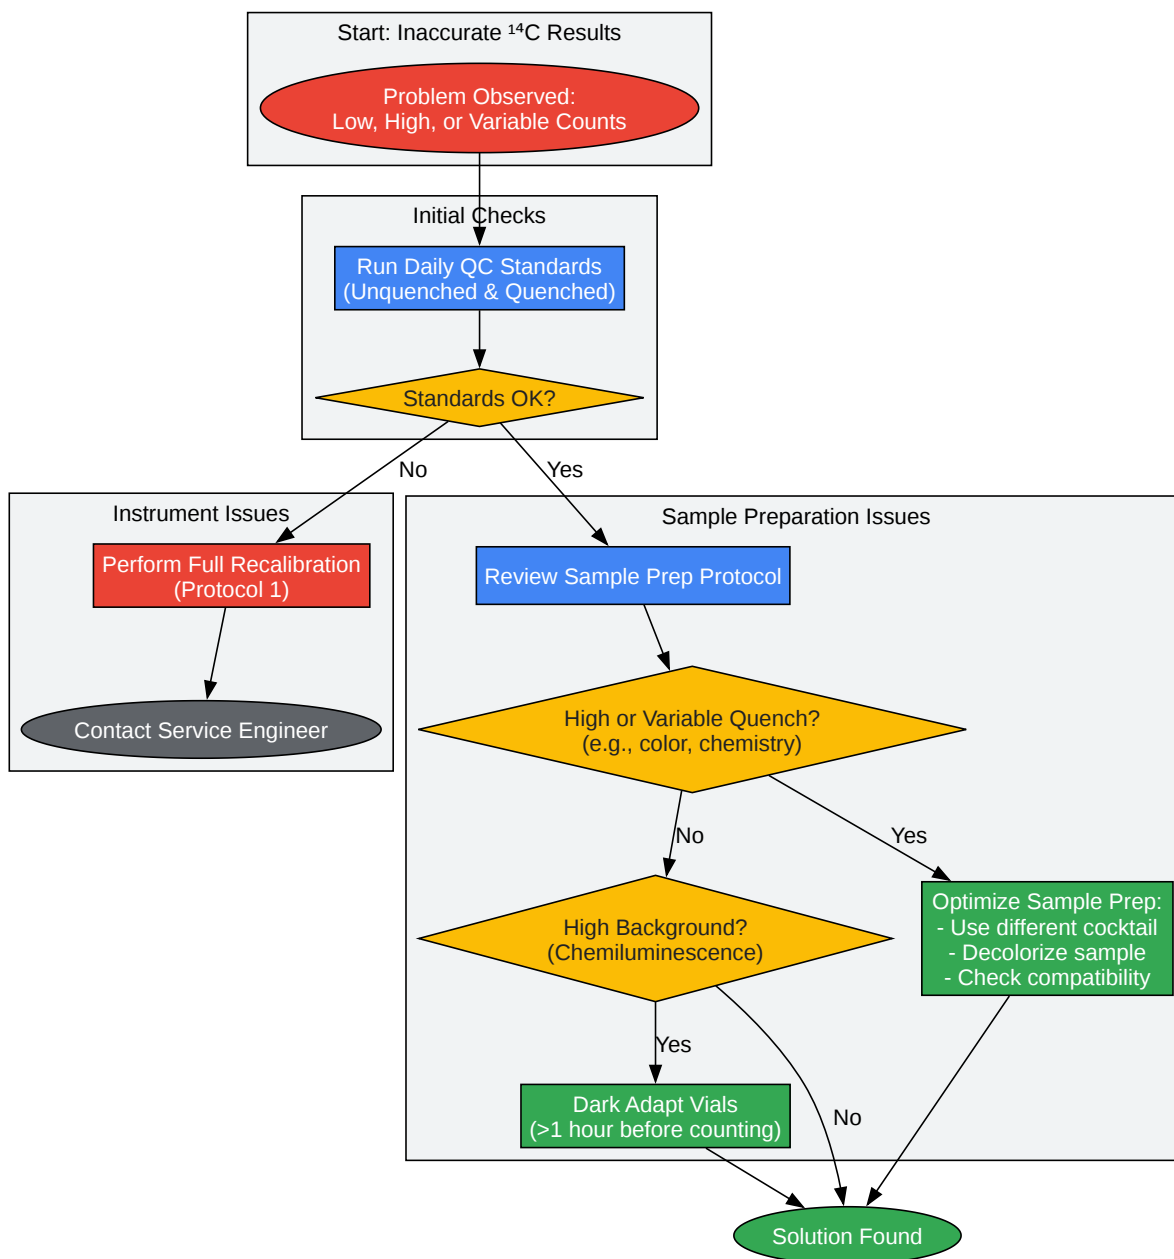 Start: Inaccurate ¹⁴C Results
Problem Observed:
Low, High, or Variable Counts
Initial Checks
Run Daily QC Standards
(Unquenched & Quenched)
Standards OK?
No
Yes
Instrument Issues
Perform Full Recalibration
(Protocol 1)
Contact Service Engineer
Sample Preparation Issues
Review Sample Prep Protocol
High or Variable Quench?
(e.g., color, chemistry)
No
Yes
High Background?
(Chemiluminescence)
Optimize Sample Prep:
- Use different cocktail
- Decolorize sample
- Check compatibility
Yes
No
Dark Adapt Vials
(>1 hour before counting)
Solution Found